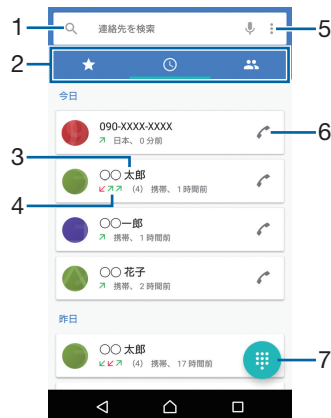 1
連絡先を検索
5
2
今日
090-XXXX-XXXX
日本、0 分前
6
3
○○ 太郎
(4) 携帯、1 時間前
4
○○一郎
携帯、1 時間前
○○ 花子
携帯、2 時間前
昨日
○○ 太郎
(4) 携帯、17 時間前
7